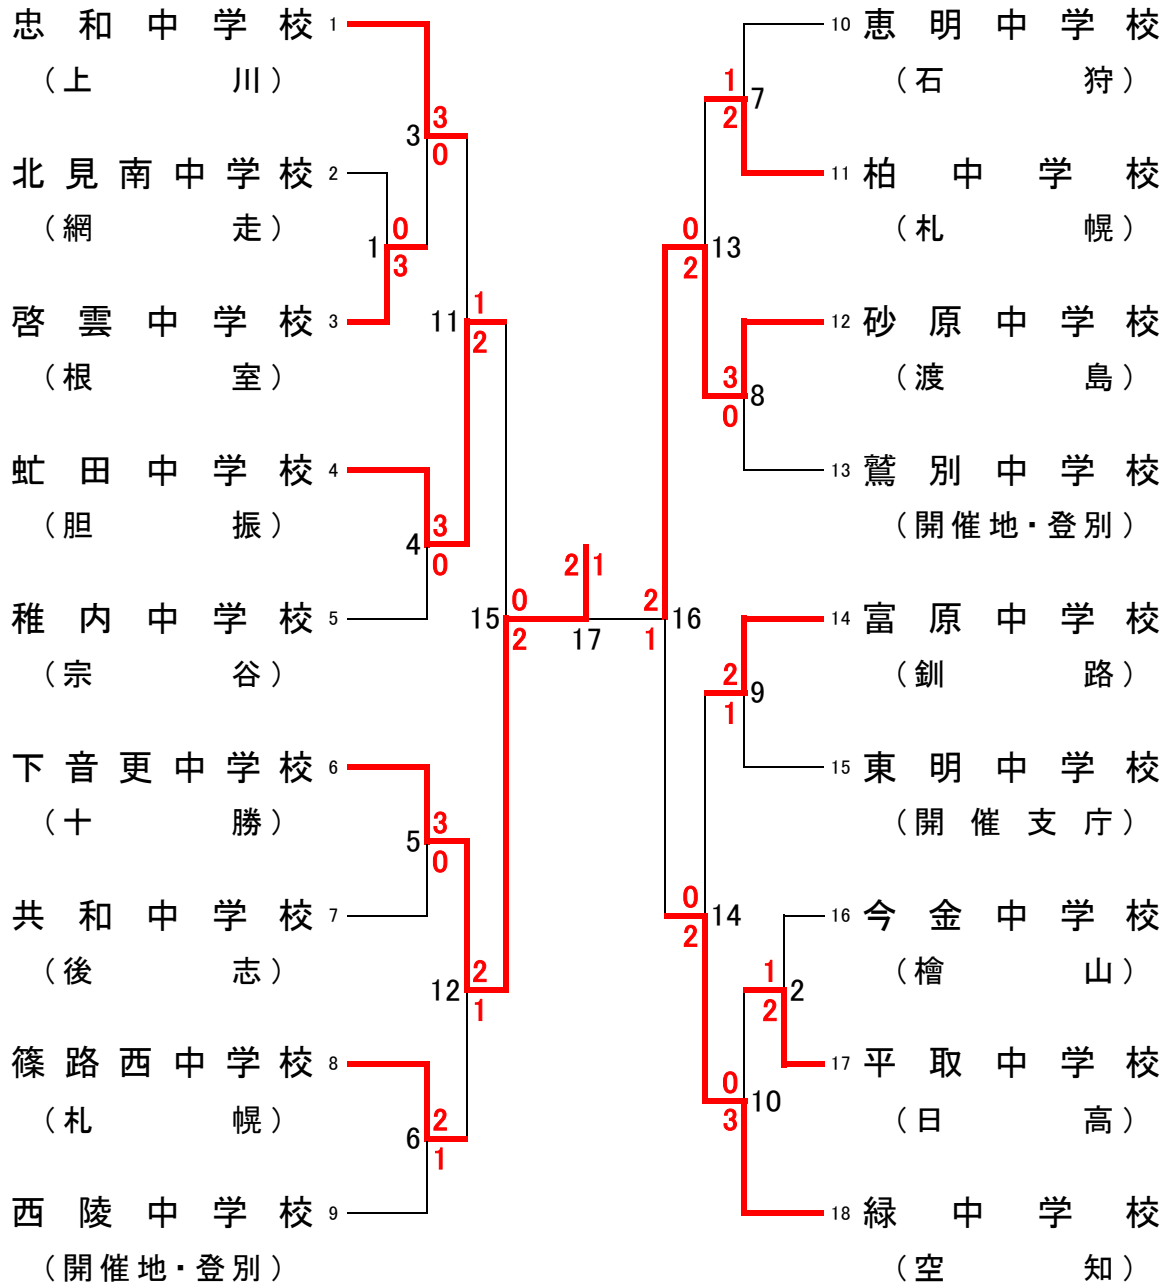 忠和中学校 1
（上川）
北見南中学校 2
（網走）
啓雲中学校 3
（根室）
虻田中学校 4
（胆振）
稚内中学校 5
（宗谷）
下音更中学校 6
（十勝）
共和中学校 7
（後志）
篠路西中学校 8
（札幌）
西陵中学校 9
（開催地・登別）
3
3
0
1
0
3
11
1
2
4
3
0
15
0
2
5
3
0
12
2
1
6
2
1
2 1
17
10 恵明中学校
（石狩）
11 柏中学校
（札幌）
12 砂原中学校
（渡島）
13 鷲別中学校
（開催地・登別）
14 富原中学校
（釧路）
15 東明中学校
（開催支庁）
16 今金中学校
（檜山）
17 平取中学校
（日高）
18 緑中学校
（空知）
1
7
2
0
13
2
3
8
0
2
16
1
2
9
1
0
14
2
1
2
2
0
10
3